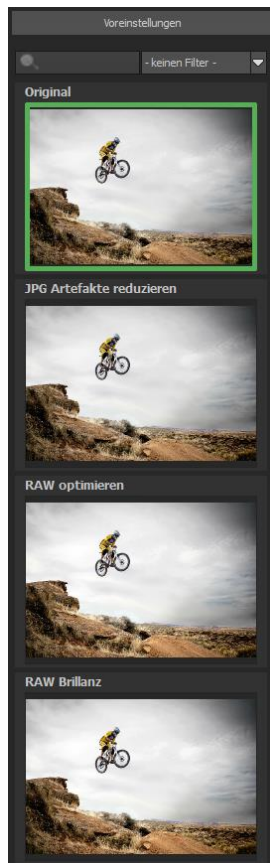 Voreinstellungen
- keinen Filter -
Original
JPG Artefakte reduzieren
RAW optimieren
RAW Brillanz